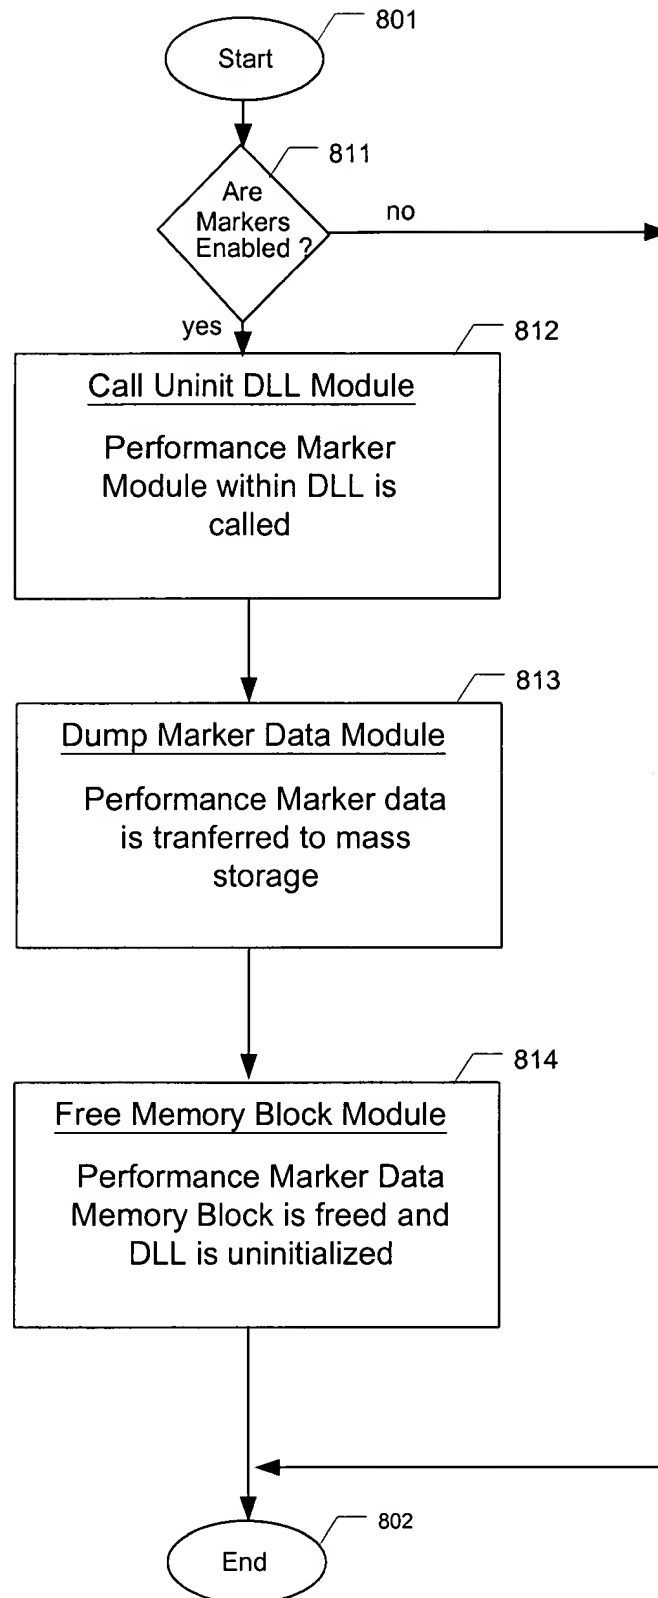 801
Start
811
Are
Markers
Enabled ?
no
yes
812
Call Uninit DLL Module
Performance Marker
Module within DLL is
called
813
Dump Marker Data Module
Performance Marker data
is tranferred to mass
storage
814
Free Memory Block Module
Performance Marker Data
Memory Block is freed and
DLL is uninitialized
802
End